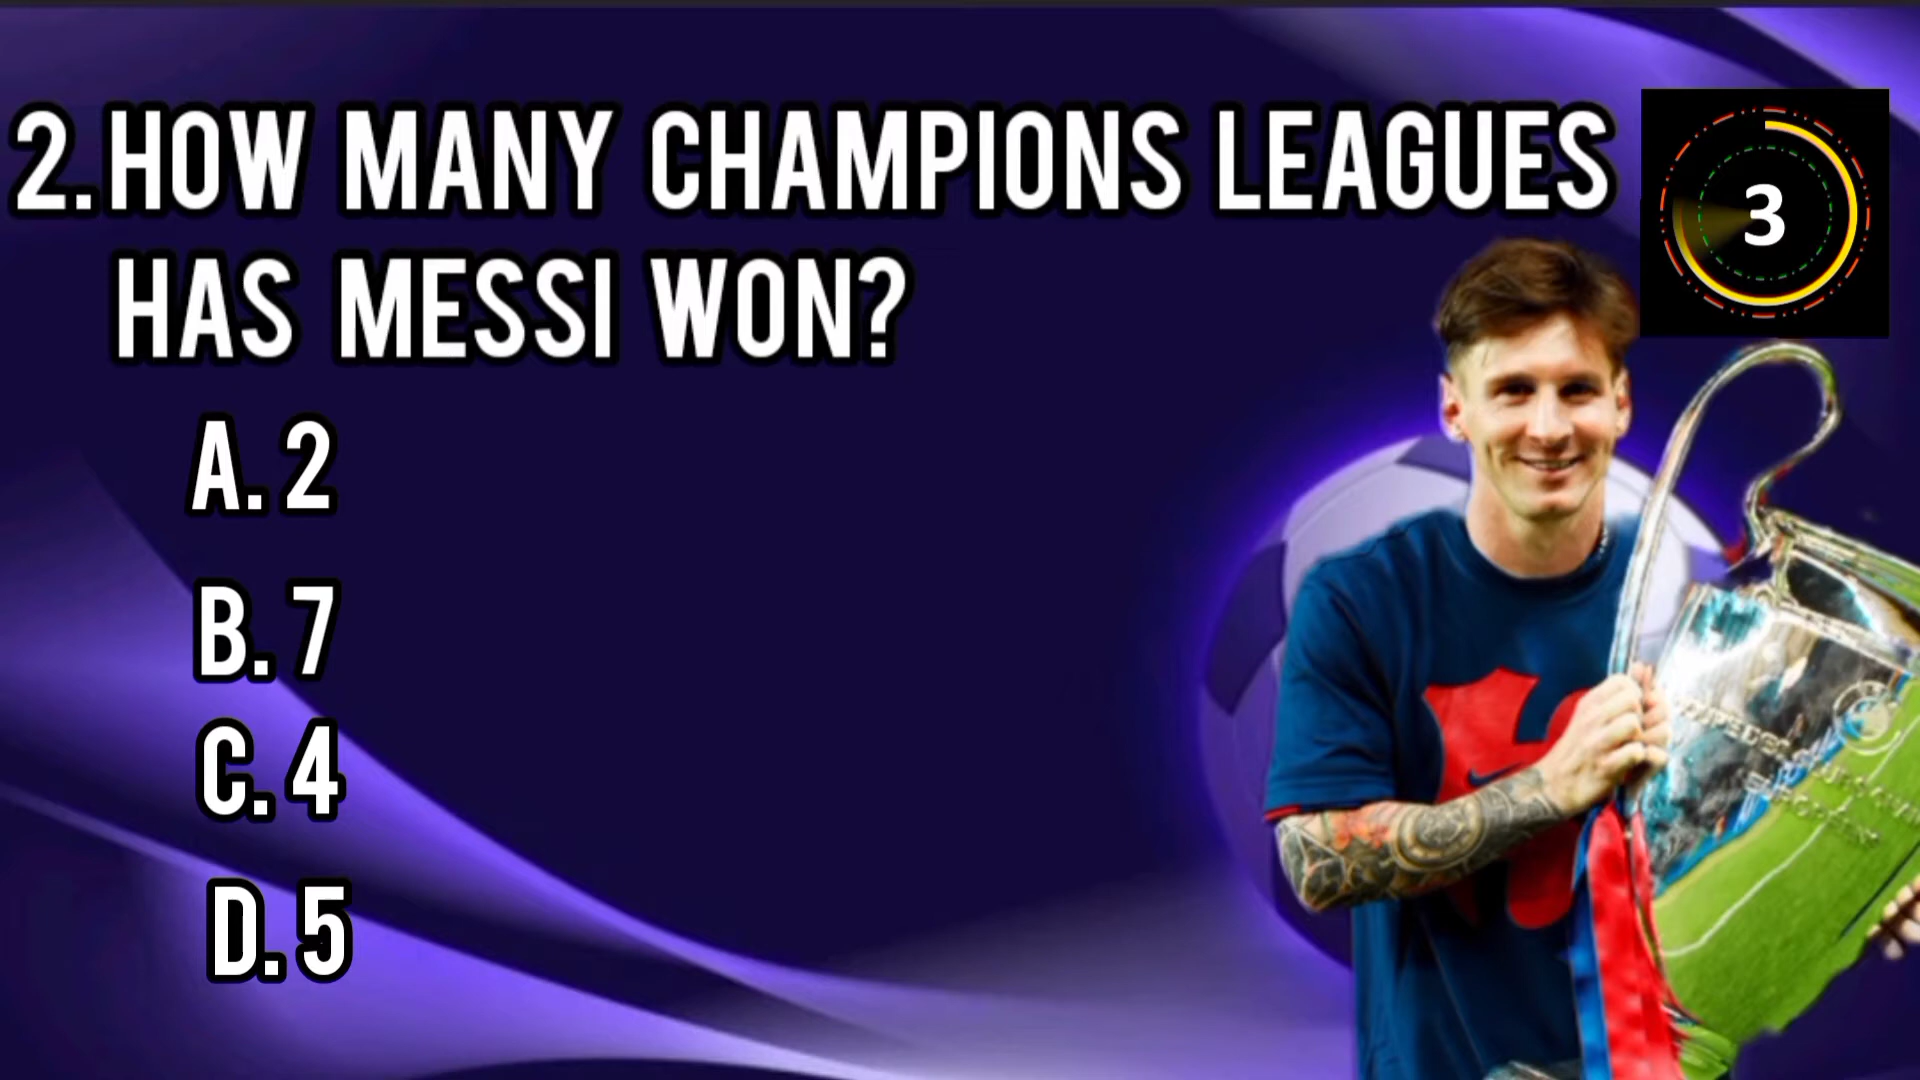 2. HOW MANY CHAMPIONS LEAGUES
HAS MESSI WON?
3
A. 2
B. 7
C. 4
D. 5